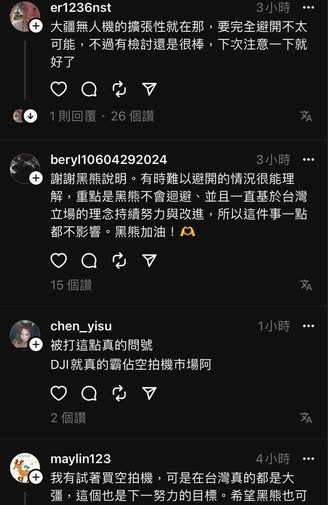 er1236nst 3小時
大疆無人機的擴張性就在那，要完全避開不太
可能，不過有檢討還是很棒，下次注意一下就
好了
1則回覆 · 26 個讚
beryl10604292024 3小時
謝謝黑熊說明。有時難以避開的情況很能理
解，重點是黑熊不會迴避、並且一直基於台灣
立場的理念持續努力與改進，所以這件事一點
都不影響。黑熊加油！🫶
15 個讚
chen_yisu 1小時
被打這點真的問號
DJI就真的霸佔空拍機市場阿
2 個讚
maylin123 4小時
我有試著買空拍機，可是在台灣真的都是大
彊，這個也是下一努力的目標。希望黑熊也可